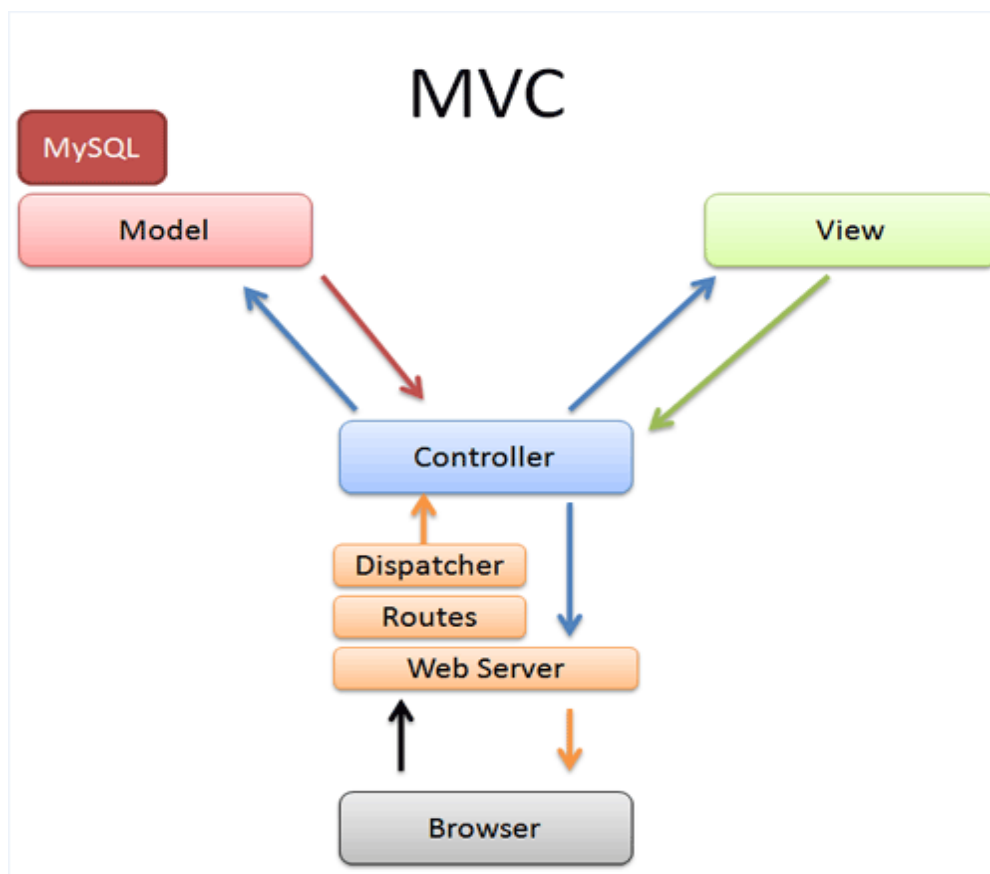 MVC
MySQL
Model
View
Controller
Dispatcher
Routes
Web Server
Browser